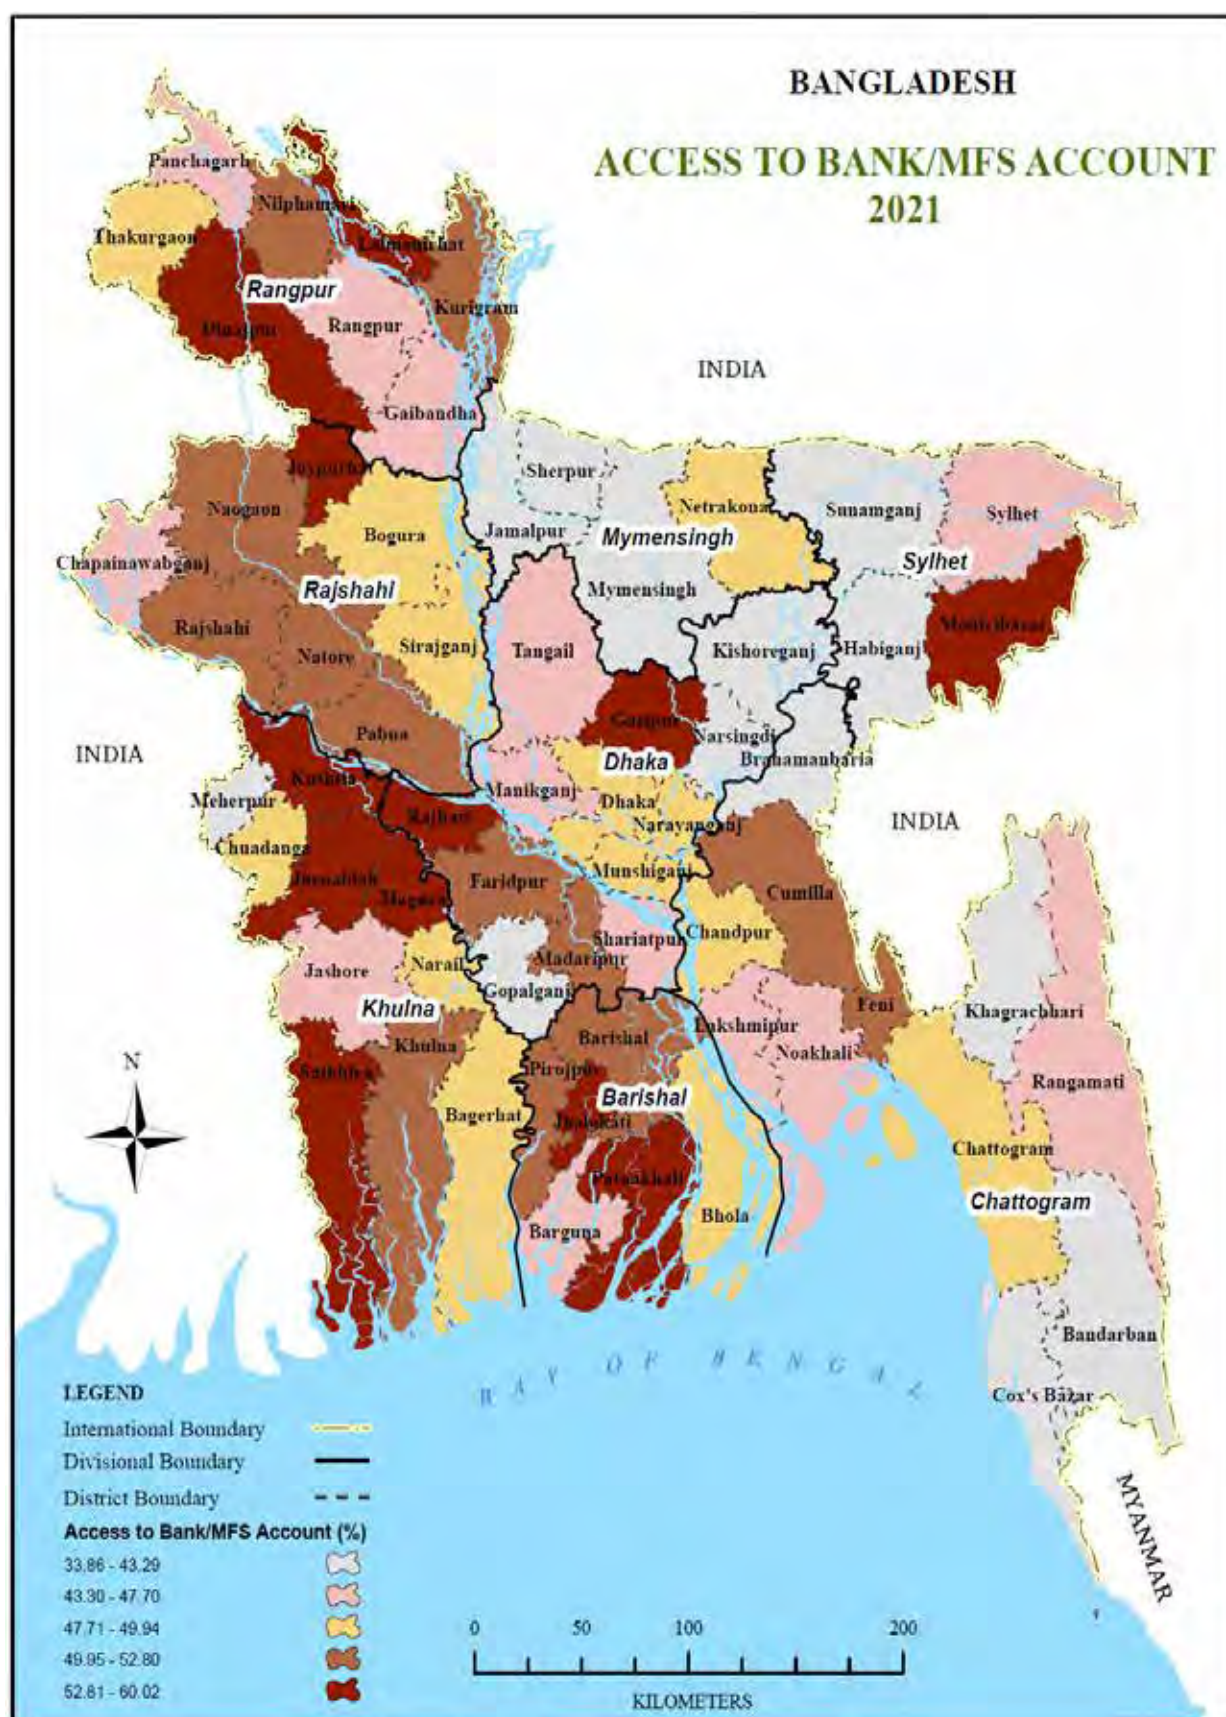 BANGLADESH
ACCESS TO BANK/MFS ACCOUNT
2021
Panchagarh
Nilphamari
Thakurgaon
Lalmonirhat
Rangpur
Kurigram
Dinajpur
Rangpur
INDIA
Gaibandha
Joypurhat
Sherpur
Naogaon
Netrakona
Sunamganj
Sylhet
Bogura
Jamalpur
Mymensingh
Chapainawabganj
Sylhet
Rajshahi
Mymensingh
Rajshahi
Moulvibazar
Natore
Sirajganj
Tangail
Kishoreganj
Habiganj
Gazipur
Pabna
Narsingdi
INDIA
Brahamanbaria
Dhaka
Kushtia
Meherpur
Manikganj
Dhaka
Rajbari
Narayanganj
INDIA
Chuadanga
Munshiganj
Jhenaidah
Faridpur
Cumilla
Magura
Chandpur
Shariatpur
Narail
Madaripur
Jashore
Gopalganj
Feni
Khulna
Khagrachhari
Lakshmipur
Barishal
Khulna
Noakhali
N
Satkhira
Pirojpur
Rangamati
Barishal
Bagerhat
Jhalokati
Chattogram
Patuakhali
Chattogram
Bhola
Barguna
Bandarban
BAY OF BENGAL
Cox's Bazar
MYANMAR
LEGEND
International Boundary
Divisional Boundary
District Boundary
Access to Bank/MFS Account (%)
33.86 - 43.29
43.30 - 47.70
47.71 - 49.94
49.95 - 52.80
52.81 - 60.02
0 50 100 200
KILOMETERS